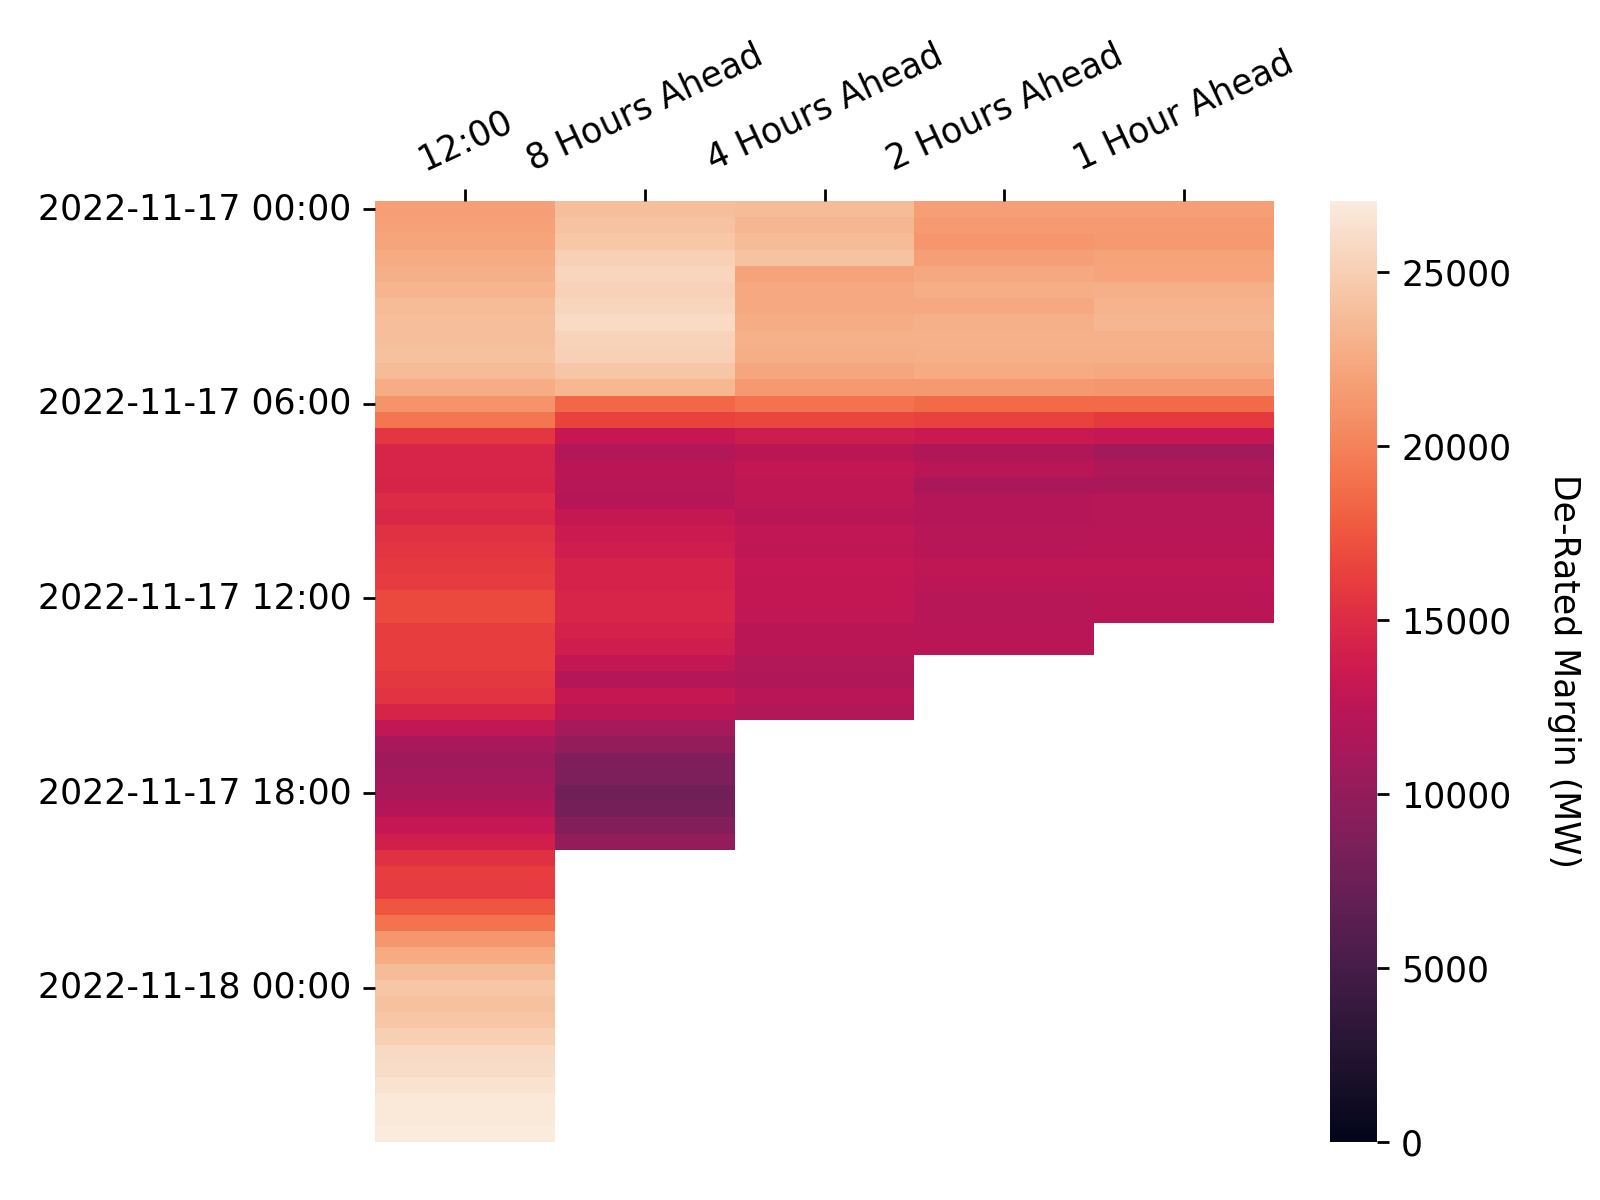 12:00
8 Hours Ahead
4 Hours Ahead
2 Hours Ahead
1 Hour Ahead
2022-11-17 00:00
2022-11-17 06:00
2022-11-17 12:00
2022-11-17 18:00
2022-11-18 00:00
25000
20000
15000
10000
5000
0
De-Rated Margin (MW)